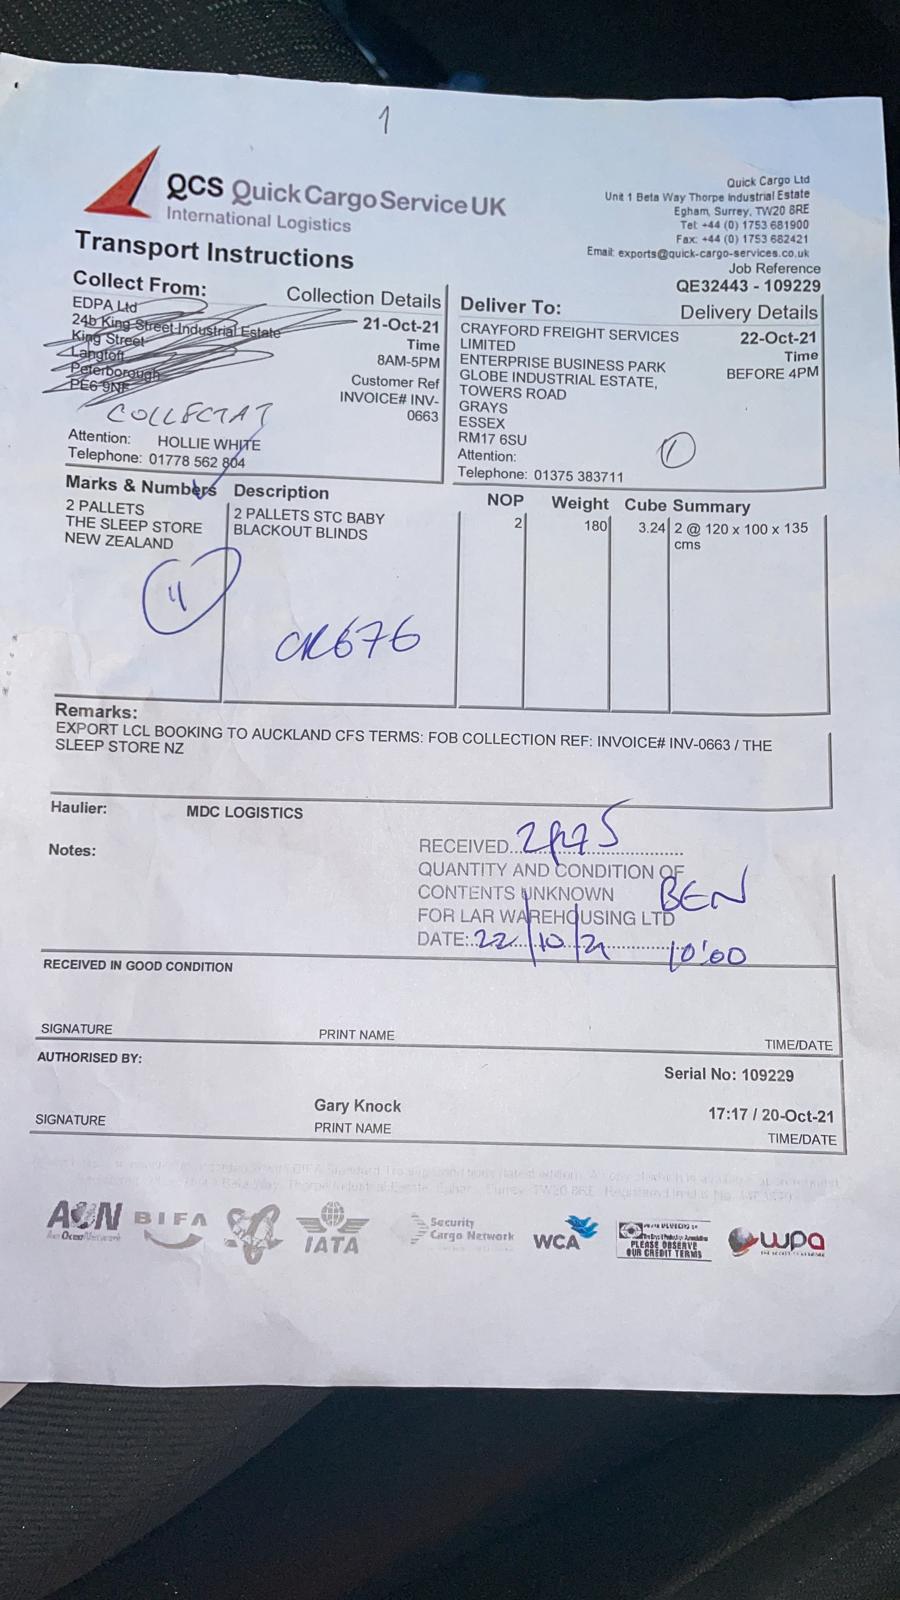 1
QCS Quick Cargo Service UK
International Logistics
Transport Instructions
Quick Cargo Ltd
Unit 1 Beta Way Thorpe Industrial Estate
Egham, Surrey, TW20 8RE
Tel: +44 (0) 1753 681900
Fax: +44 (0) 1753 682421
Email: exports@quick-cargo-services.co.uk
Job Reference
QE32443 - 109229
Collect From:
Collection Details
EDPA Ltd
24b King Street Industrial Estate
King Street
Langtoft
Peterborough
PE6 9NF
21-Oct-21
Time
8AM-5PM
Customer Ref
INVOICE# INV-
0663
COLLECTAT
Attention: HOLLIE WHITE
Telephone: 01778 562 804
Deliver To:
Delivery Details
CRAYFORD FREIGHT SERVICES
LIMITED
ENTERPRISE BUSINESS PARK
GLOBE INDUSTRIAL ESTATE,
TOWERS ROAD
GRAYS
ESSEX
RM17 6SU
Attention:
Telephone: 01375 383711
22-Oct-21
Time
BEFORE 4PM
1
Marks & Numbers Description NOP Weight Cube Summary
2 PALLETS
THE SLEEP STORE
NEW ZEALAND
2 PALLETS STC BABY
BLACKOUT BLINDS
2
180
3.24
2 @ 120 x 100 x 135
cms
CR676
Remarks:
EXPORT LCL BOOKING TO AUCKLAND CFS TERMS: FOB COLLECTION REF: INVOICE# INV-0663 / THE
SLEEP STORE NZ
Haulier: MDC LOGISTICS
Notes:
RECEIVED
QUANTITY AND CONDITION OF
CONTENTS UNKNOWN
BEN
FOR LAR WAREHOUSING LTD
DATE: 22/10/21 10:00
RECEIVED IN GOOD CONDITION
SIGNATURE PRINT NAME TIME/DATE
AUTHORISED BY:
Serial No: 109229
Gary Knock
17:17 / 20-Oct-21
SIGNATURE PRINT NAME TIME/DATE
BIFA
IATA
Security
Cargo Network
WCA
PLEASE OBSERVE
OUR CREDIT TERMS
wpa